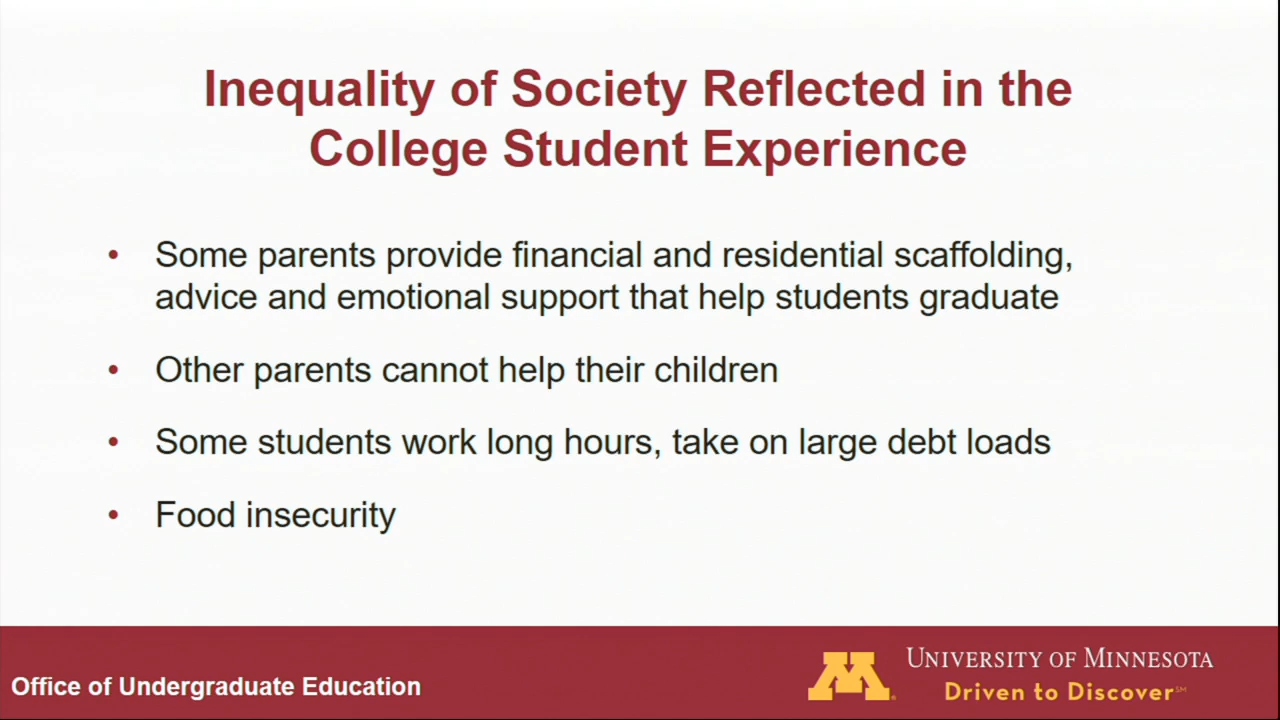 Inequality of Society Reflected in the
College Student Experience
• Some parents provide financial and residential scaffolding,
advice and emotional support that help students graduate
• Other parents cannot help their children
• Some students work long hours, take on large debt loads
• Food insecurity
Office of Undergraduate Education
M
UNIVERSITY OF MINNESOTA
Driven to Discover℠